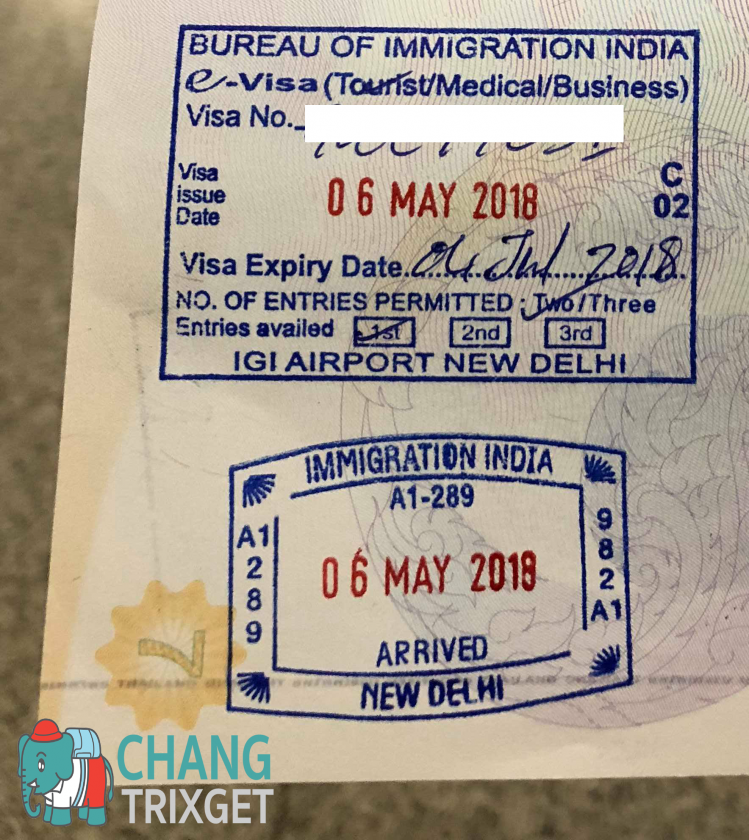 BUREAU OF IMMIGRATION INDIA
e-Visa (Tourist/Medical/Business)
Visa No.
Visa issue Date
06 MAY 2018
C 02
Visa Expiry Date 04 Jul 2018
NO. OF ENTRIES PERMITTED : Two/Three
Entries availed 1st 2nd 3rd
IGI AIRPORT NEW DELHI
IMMIGRATION INDIA
A1-289
A1 2 8 9
06 MAY 2018
9 8 2 A1
ARRIVED
NEW DELHI
7
CHANG
TRIXGET